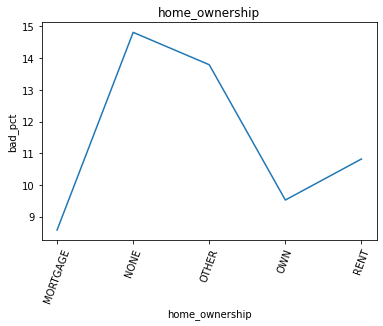 home_ownership
bad_pct
15
14
13
12
11
10
9
MORTGAGE
NONE
OTHER
OWN
RENT
home_ownership